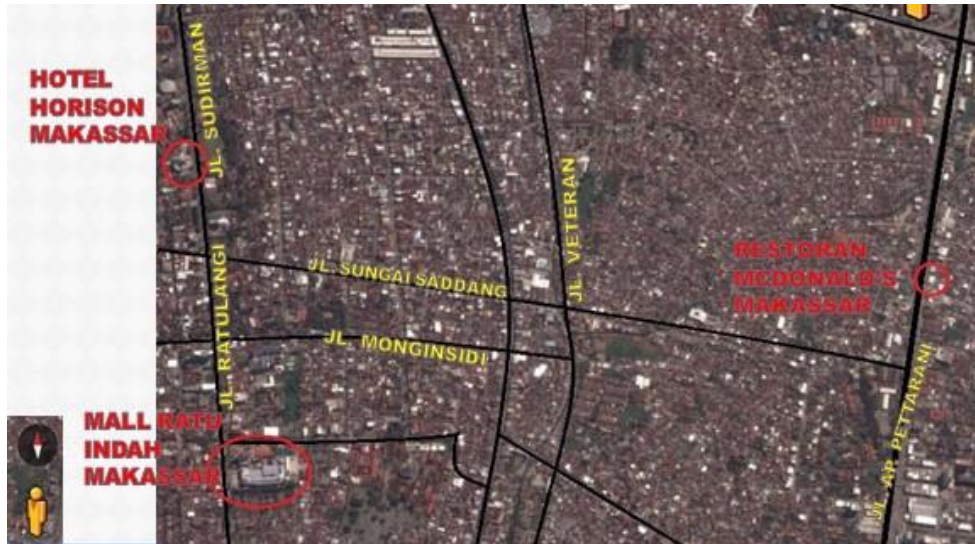 HOTEL
HORISON
MAKASSAR
JL. SUDIRMAN
JL. VETERAN
RESTORAN
MCDONALD'S
MAKASSAR
JL. SUNGAI SADDANG
JL. RATULANGI
JL. MONGINSIDI
JL. AP. PETTARANI
MALL RATU
INDAH
MAKASSAR